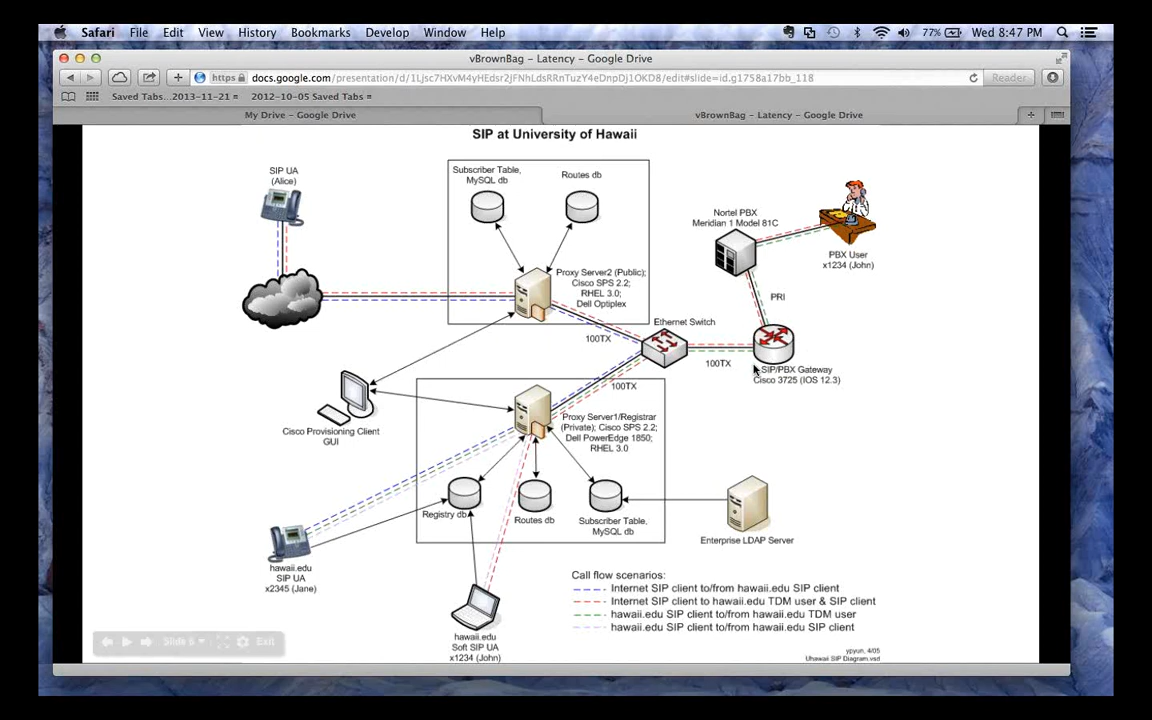 Safari File Edit View History Bookmarks Develop Window Help 77% Wed 8:47 PM
vBrownBag – Latency – Google Drive
https docs.google.com/presentation/d/1Ljsc7HXvM4yHEdsr2jFNhLdsRRnTuzY4eDnpDj1OKD8/edit#slide=id.g1758a17bb_118 Reader
Saved Tabs...2013-11-21 2012-10-05 Saved Tabs
My Drive – Google Drive vBrownBag – Latency – Google Drive
SIP at University of Hawaii
SIP UA
(Alice)
Subscriber Table,
MySQL db
Routes db
Nortel PBX
Meridian 1 Model 81C
PBX User
x1234 (John)
Proxy Server2 (Public);
Cisco SPS 2.2;
RHEL 3.0;
Dell Optiplex
PRI
Ethernet Switch
100TX
100TX
SIP/PBX Gateway
Cisco 3725 (IOS 12.3)
100TX
Cisco Provisioning Client
GUI
Proxy Server1/Registrar
(Private); Cisco SPS 2.2;
Dell PowerEdge 1850;
RHEL 3.0
Registry db
Routes db
Subscriber Table,
MySQL db
Enterprise LDAP Server
hawaii.edu
SIP UA
x2345 (Jane)
Call flow scenarios:
Internet SIP client to/from hawaii.edu SIP client
Internet SIP client to hawaii.edu TDM user & SIP client
hawaii.edu SIP client to/from hawaii.edu TDM user
hawaii.edu SIP client to/from hawaii.edu SIP client
hawaii.edu
Soft SIP UA
x1234 (John)
Slide 6 Exit
ypyun, 4/05
Uhawaii SIP Diagram.vsd